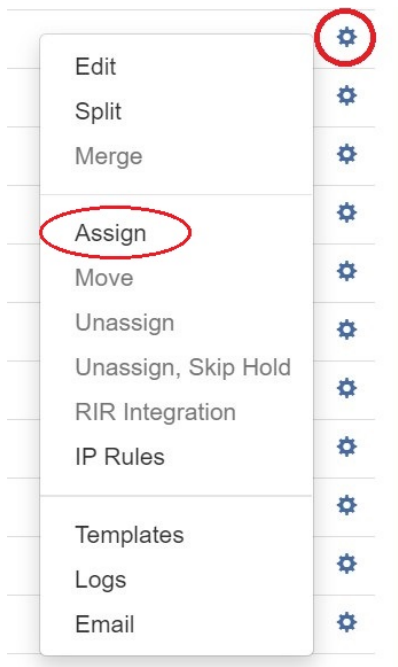 Edit
Split
Merge
Assign
Move
Unassign
Unassign, Skip Hold
RIR Integration
IP Rules
Templates
Logs
Email